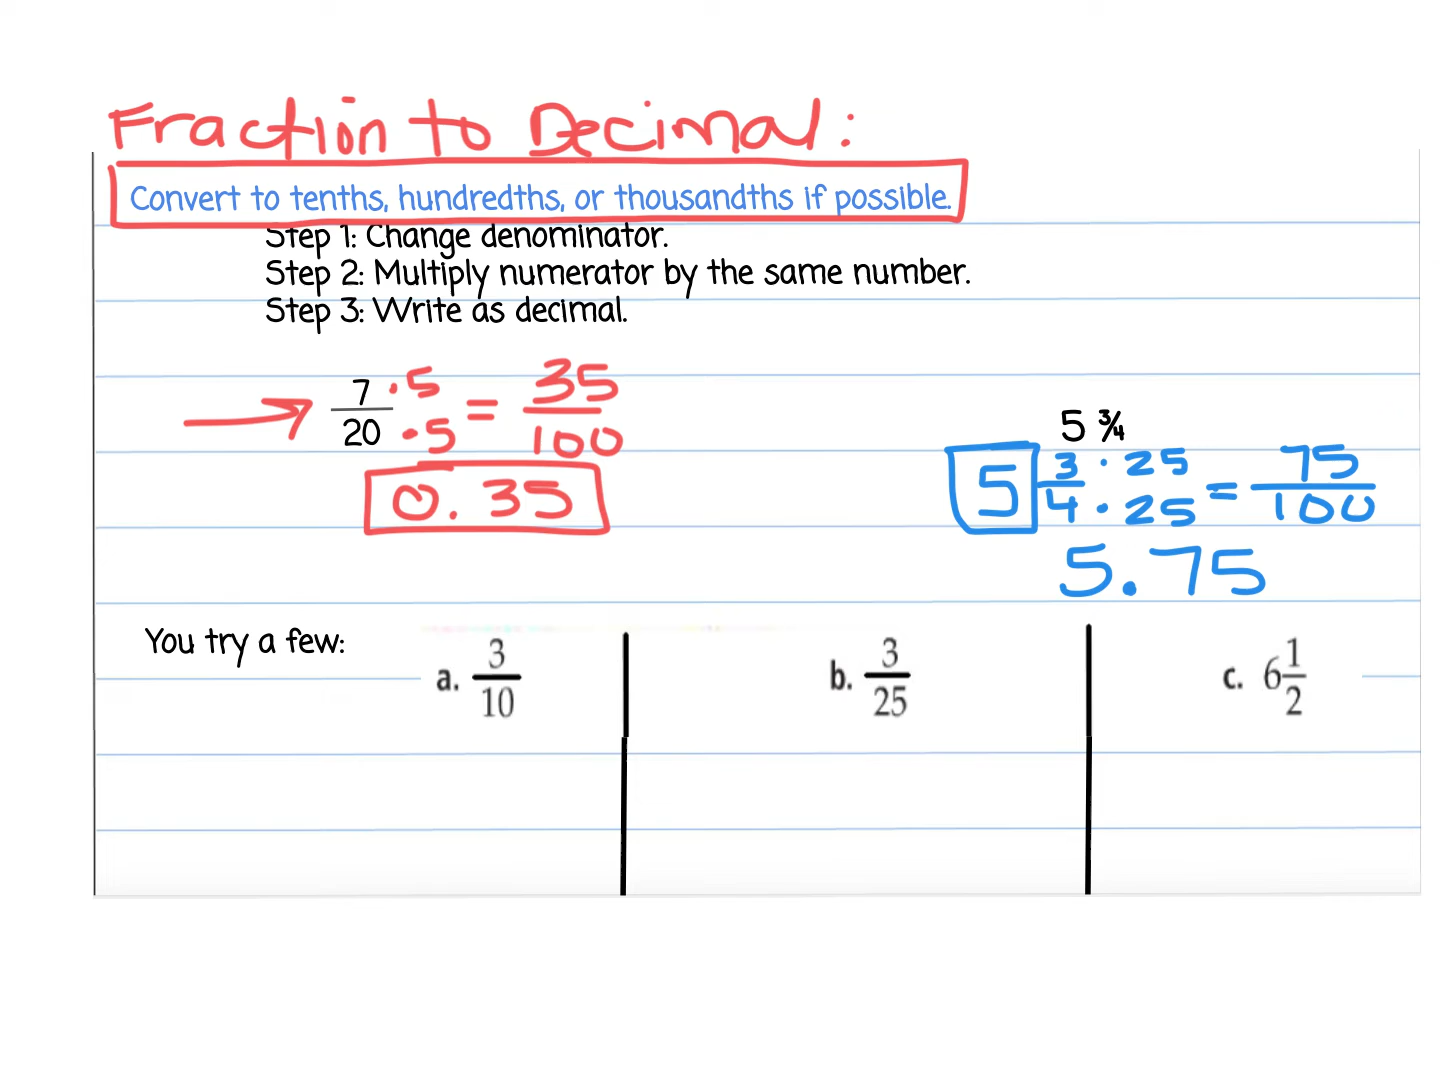 Fraction to Decimal:
Convert to tenths, hundredths, or thousandths if possible.
Step 1: Change denominator.
Step 2: Multiply numerator by the same number.
Step 3: Write as decimal.
7/20 ·5/·5 = 35/100
0.35
5 ¾
5 3/4 ·25/·25 = 75/100
5.75
You try a few:
a. 3/10
b. 3/25
c. 6 1/2